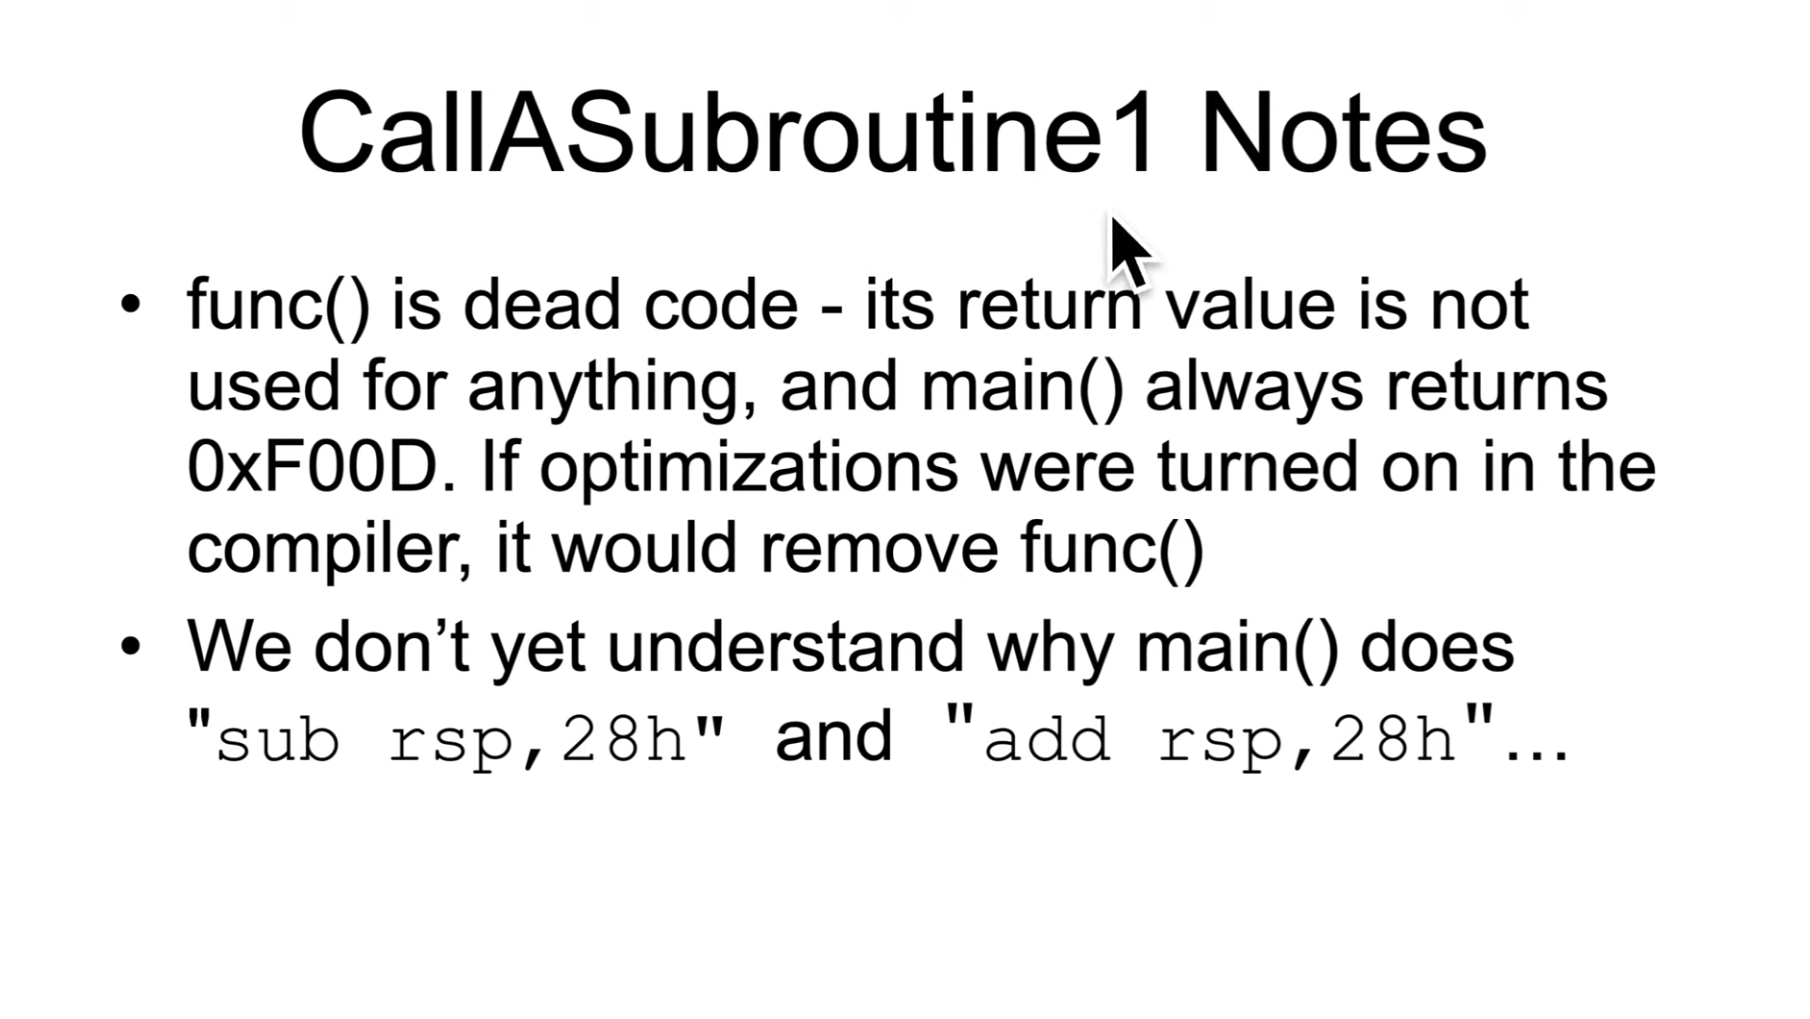 CallASubroutine1 Notes
• func() is dead code - its return value is not
used for anything, and main() always returns
0xF00D. If optimizations were turned on in the
compiler, it would remove func()
• We don’t yet understand why main() does
"sub rsp,28h" and "add rsp,28h"…